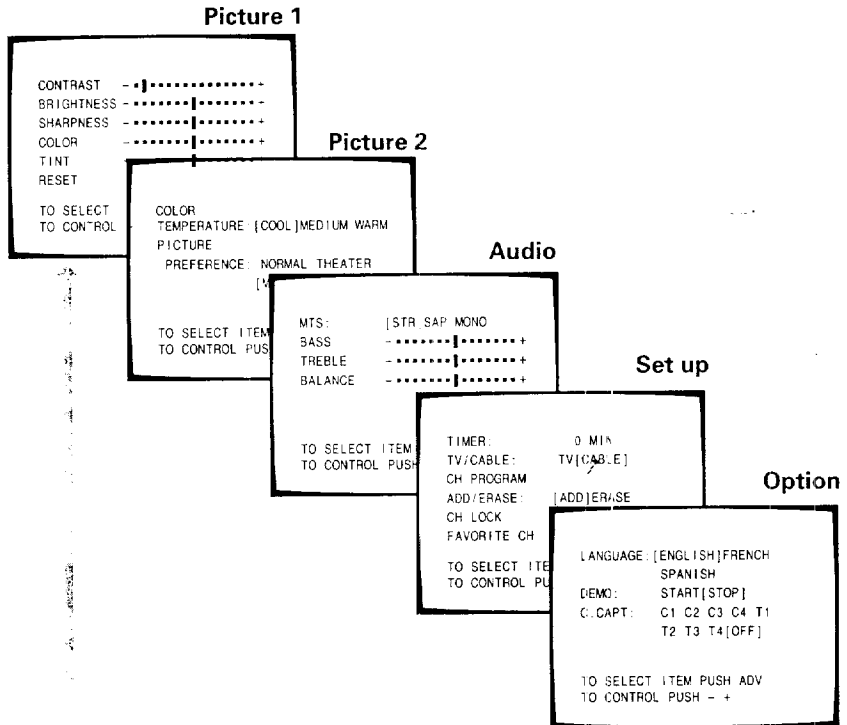 Picture 1
CONTRAST - +
BRIGHTNESS - +
SHARPNESS - +
COLOR - +
TINT
RESET
TO SELECT
TO CONTROL
Picture 2
COLOR
TEMPERATURE: [COOL]MEDIUM WARM
PICTURE
PREFERENCE: NORMAL THEATER
TO SELECT ITEM
TO CONTROL PUS
Audio
MTS: [STR SAP MONO
BASS - +
TREBLE - +
BALANCE - +
TO SELECT ITEM
TO CONTROL PUSH
Set up
TIMER: 0 MIN
TV/CABLE: TV[CABLE]
CH PROGRAM
ADD/ERASE: [ADD]ERASE
CH LOCK
FAVORITE CH
TO SELECT ITE
TO CONTROL PU
Option
LANGUAGE:[ENGLISH]FRENCH
SPANISH
DEMO: START[STOP]
C.CAPT: C1 C2 C3 C4 T1
T2 T3 T4[OFF]
TO SELECT ITEM PUSH ADV
TO CONTROL PUSH - +